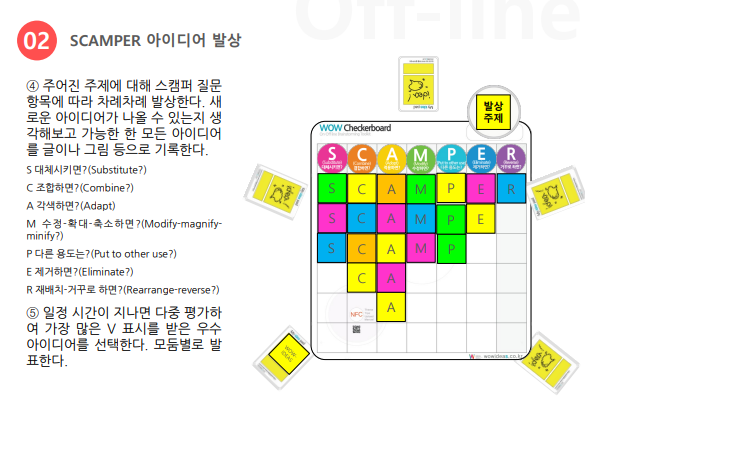 Off-line
02 SCAMPER 아이디어 발상
④ 주어진 주제에 대해 스캠퍼 질문
항목에 따라 차례차례 발상한다. 새
로운 아이디어가 나올 수 있는지 생
각해보고 가능한 한 모든 아이디어
를 글이나 그림 등으로 기록한다.
S 대체시키면?(Substitute?)
C 조합하면?(Combine?)
A 각색하면?(Adapt)
M 수정-확대-축소하면?(Modify-magnify-
minify?)
P 다른 용도는?(Put to other use?)
E 제거하면?(Eliminate?)
R 재배치-거꾸로 하면?(Rearrange-reverse?)
⑤ 일정 시간이 지나면 다중 평가하
여 가장 많은 V 표시를 받은 우수
아이디어를 선택한다. 모둠별로 발
표한다.
발상
주제
WOW Checkerboard
S C A M P E R
S C A M P E R
S C A M P E
S C A M P
C A
A
NFC
WOW
IDEAS
www.wowideas.co.kr